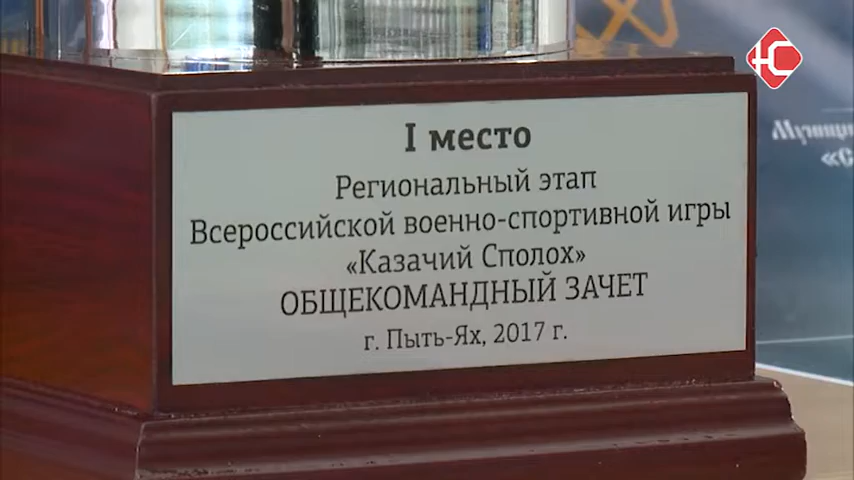 I место
Региональный этап
Всероссийской военно-спортивной игры
«Казачий Сполох»
ОБЩЕКОМАНДНЫЙ ЗАЧЕТ
г. Пыть-Ях, 2017 г.